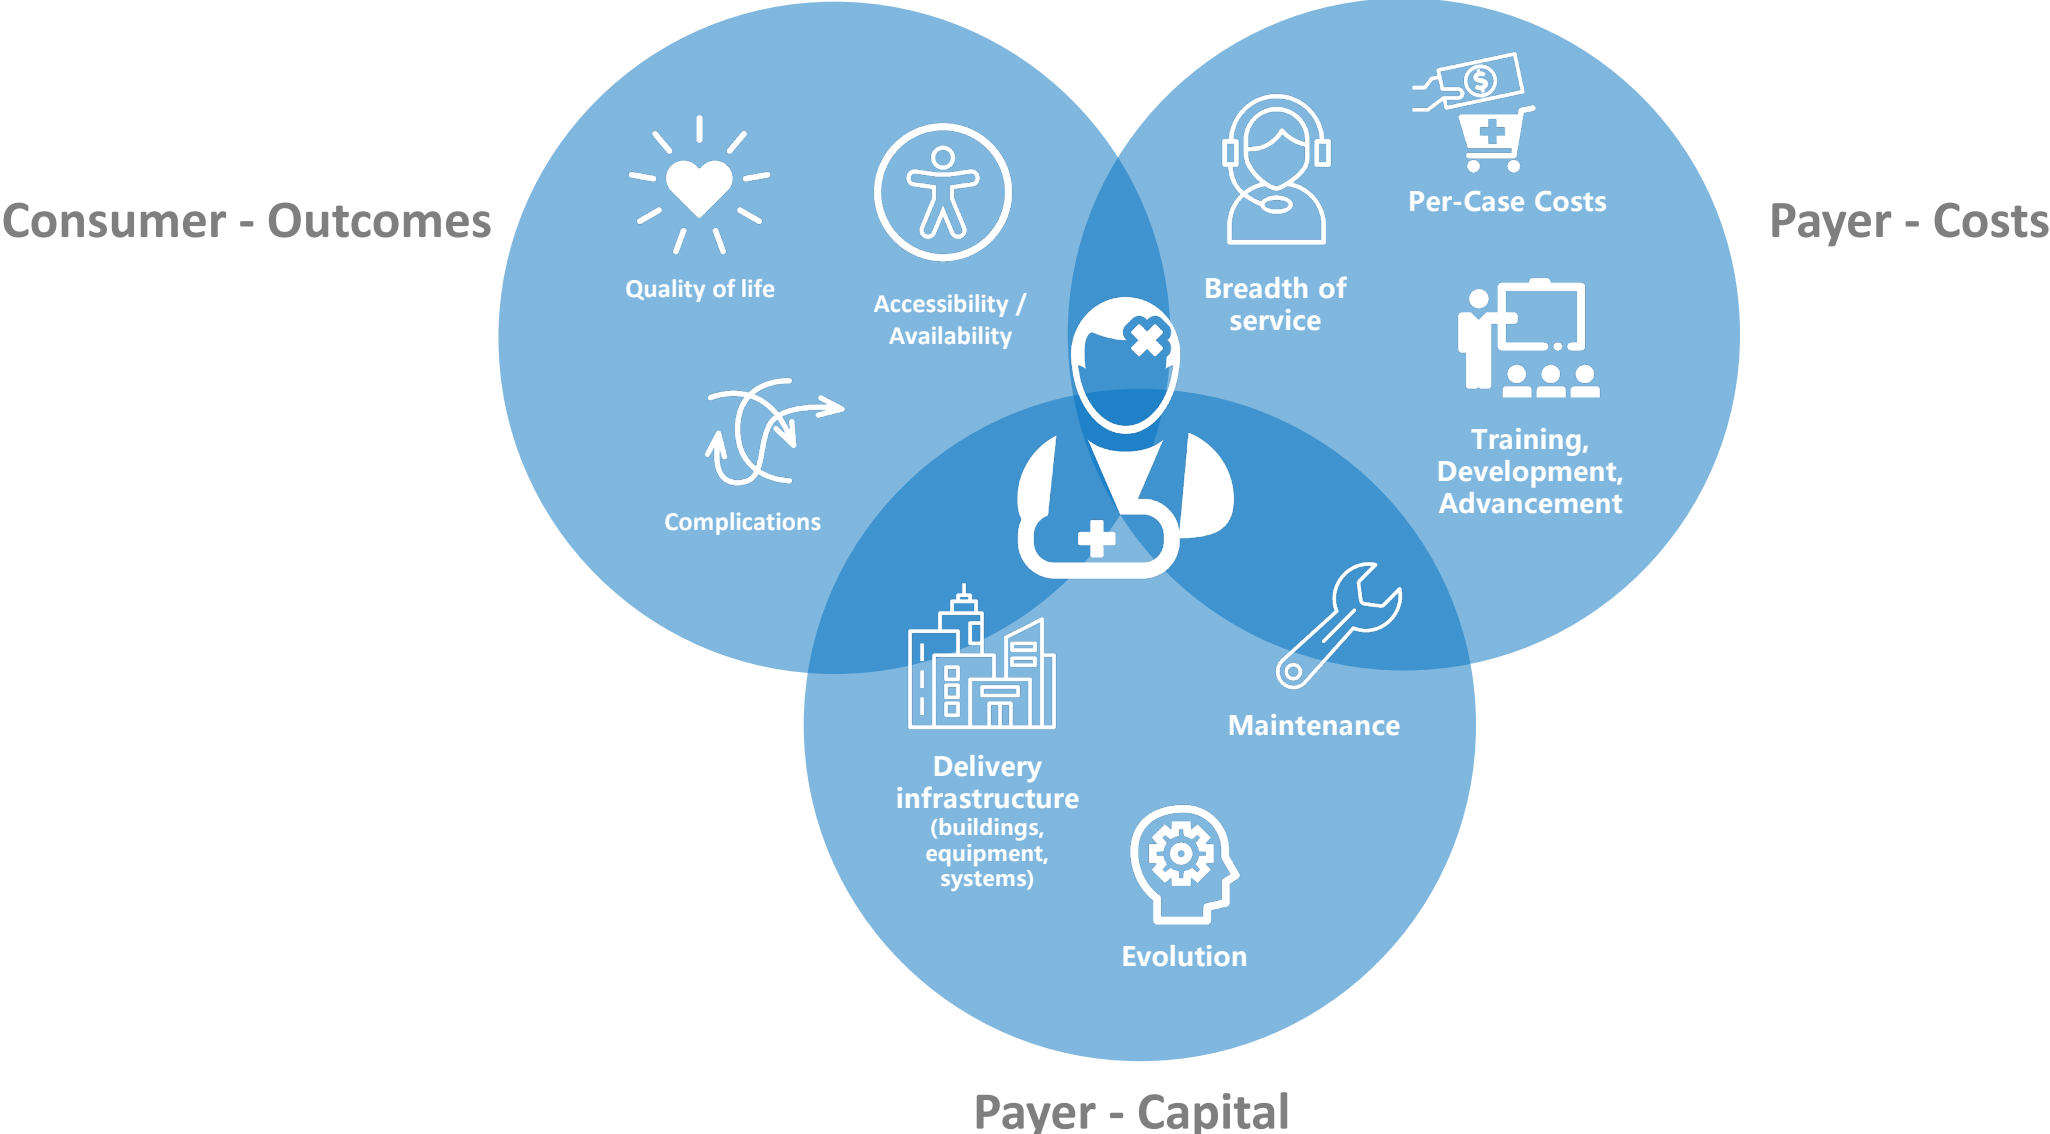 Consumer - Outcomes
Quality of life
Accessibility /
Availability
Complications
Payer - Costs
Breadth of
service
$
Per-Case Costs
Training,
Development,
Advancement
Delivery
infrastructure
(buildings,
equipment,
systems)
Maintenance
Evolution
Payer - Capital